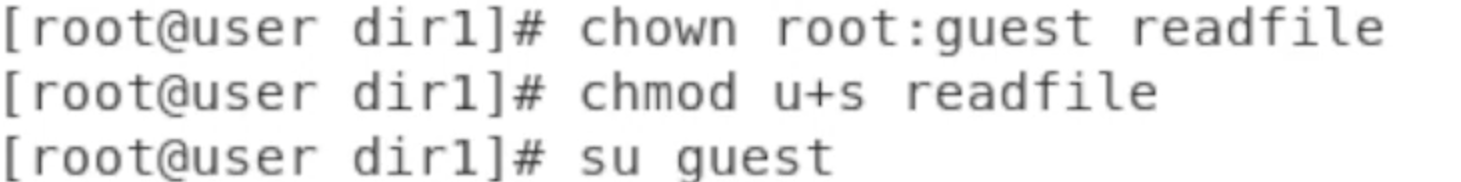 [root@user dir1]# chown root:guest readfile
[root@user dir1]# chmod u+s readfile
[root@user dir1]# su guest